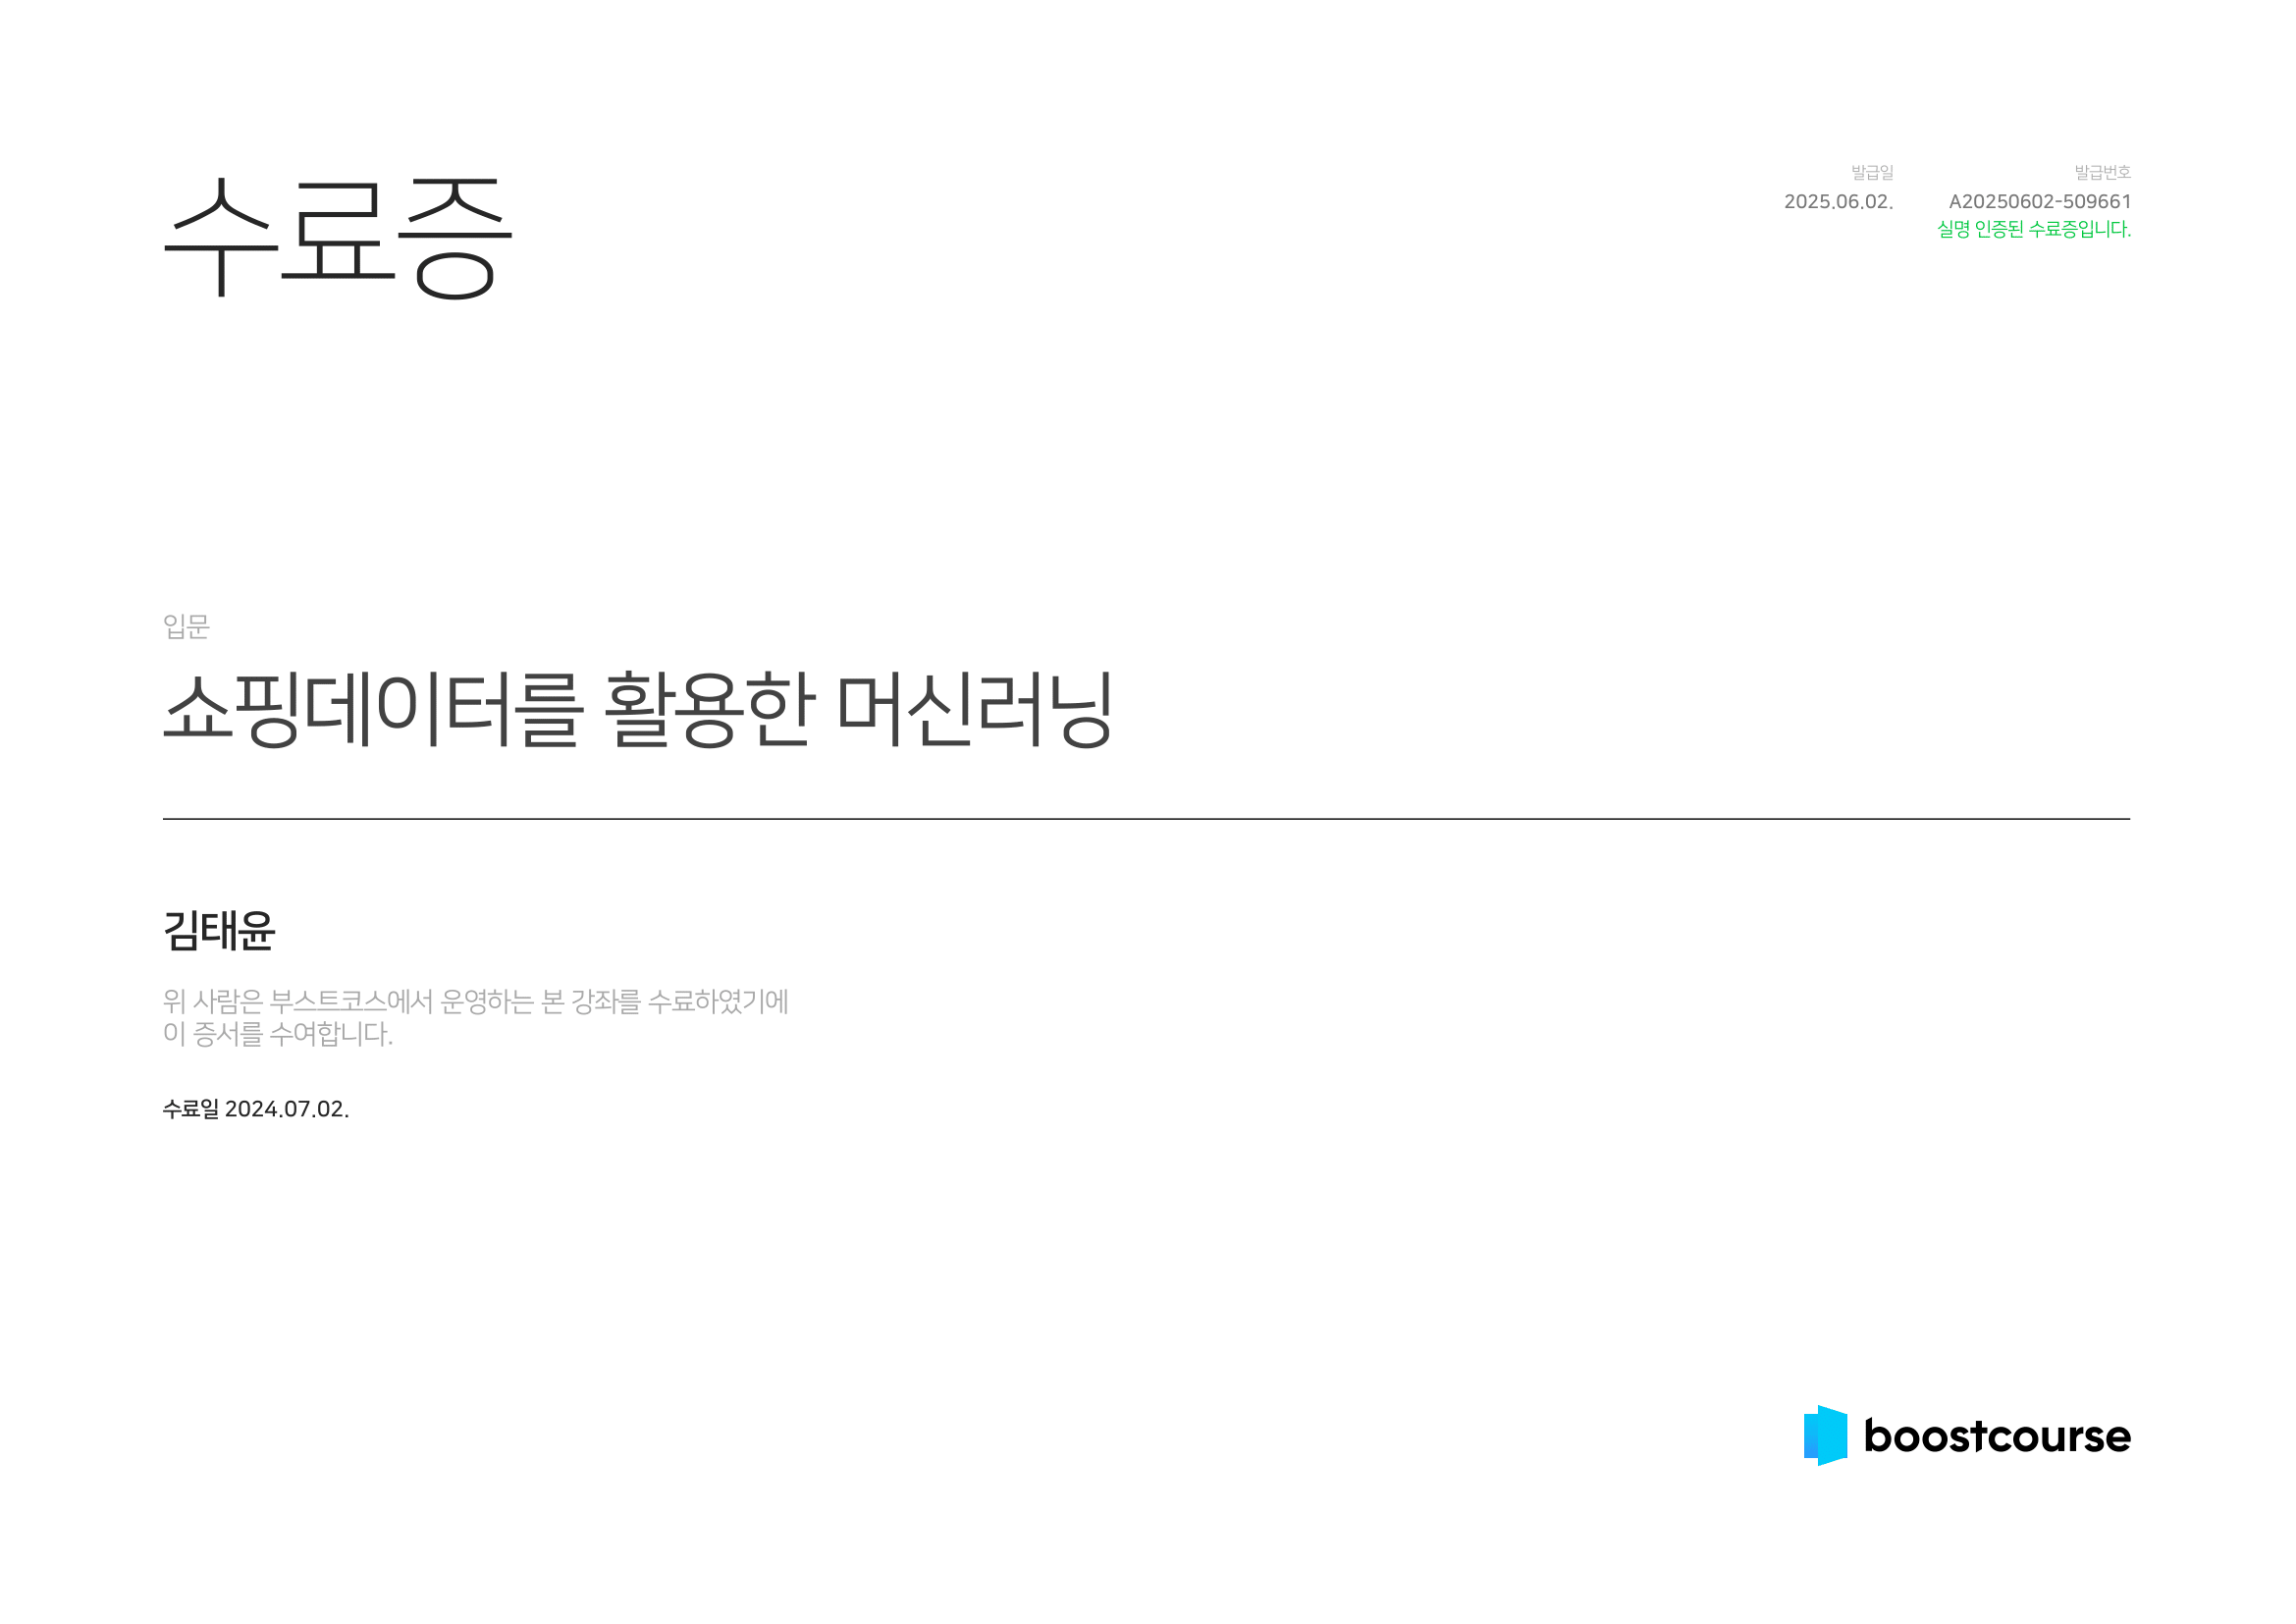 수료증
발급일
2025.06.02.
발급번호
A20250602-509661
실명 인증된 수료증입니다.
입문
쇼핑데이터를 활용한 머신러닝
김태윤
위 사람은 부스트코스에서 운영하는 본 강좌를 수료하였기에
이 증서를 수여합니다.
수료일 2024.07.02.
boostcourse